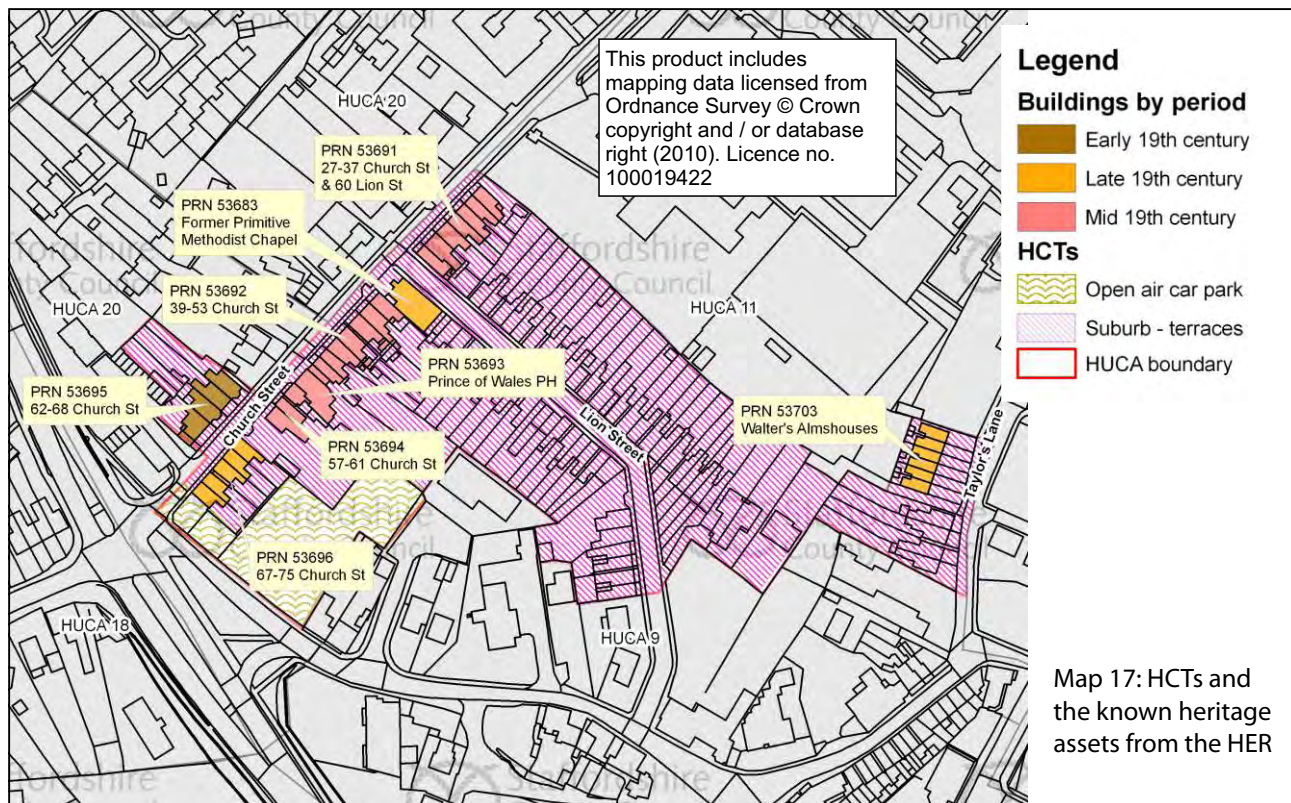 County Council
County Council
This product includes
mapping data licensed from
Ordnance Survey © Crown
copyright and / or database
right (2010). Licence no.
100019422
Legend
Buildings by period
Early 19th century
Late 19th century
Mid 19th century
HCTs
Open air car park
Suburb - terraces
HUCA boundary
HUCA 20
PRN 53691
27-37 Church St
& 60 Lion St
PRN 53683
Former Primitive
Methodist Chapel
PRN 53692
39-53 Church St
HUCA 20
HUCA 11
PRN 53693
Prince of Wales PH
PRN 53695
62-68 Church St
Church Street
PRN 53694
57-61 Church St
Lion Street
PRN 53703
Walter's Almshouses
Taylor's Lane
PRN 53696
67-75 Church St
HUCA 18
HUCA 9
Staffordshire
Map 17: HCTs and
the known heritage
assets from the HER